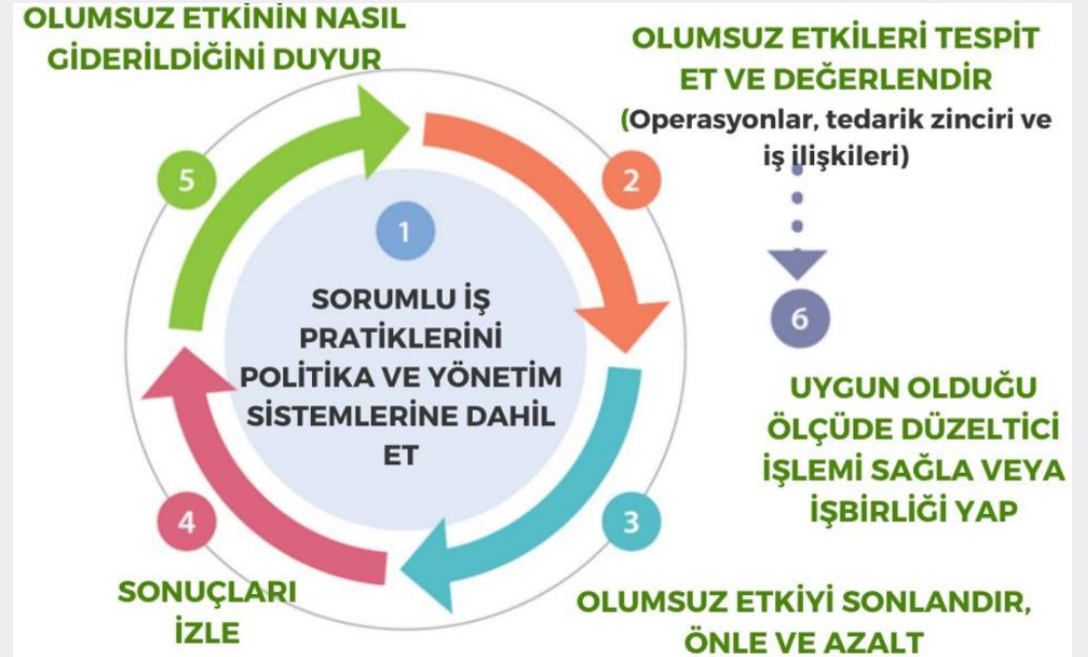 OLUMSUZ ETKİNİN NASIL
GİDERİLDİĞİNİ DUYUR
OLUMSUZ ETKİLERİ TESPİT
ET VE DEĞERLENDİR
(Operasyonlar, tedarik zinciri ve
iş ilişkileri)
5
2
1
SORUMLU İŞ
PRATİKLERİNİ
POLİTİKA VE YÖNETİM
SİSTEMLERİNE DAHİL
ET
6
UYGUN OLDUĞU
ÖLÇÜDE DÜZELTİCİ
İŞLEMİ SAĞLA VEYA
İŞBİRLİĞİ YAP
4
3
SONUÇLARI
İZLE
OLUMSUZ ETKİYİ SONLANDIR,
ÖNLE VE AZALT